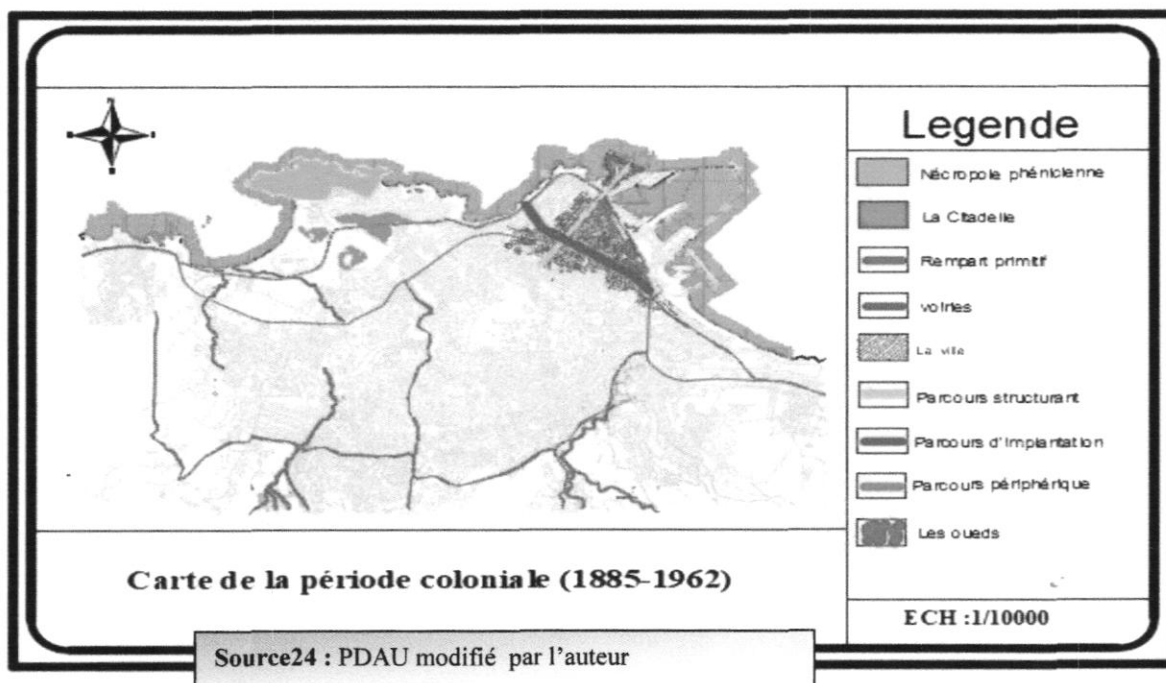 Legende
Nécropole phénicienne
La Citadelle
Rempart primitif
voiries
La ville
Parcours structurant
Parcours d'Implantation
Parcours périphérique
Les oueds
Carte de la période coloniale (1885-1962)
ECH :1/10000
Source24 : PDAU modifié par l'auteur